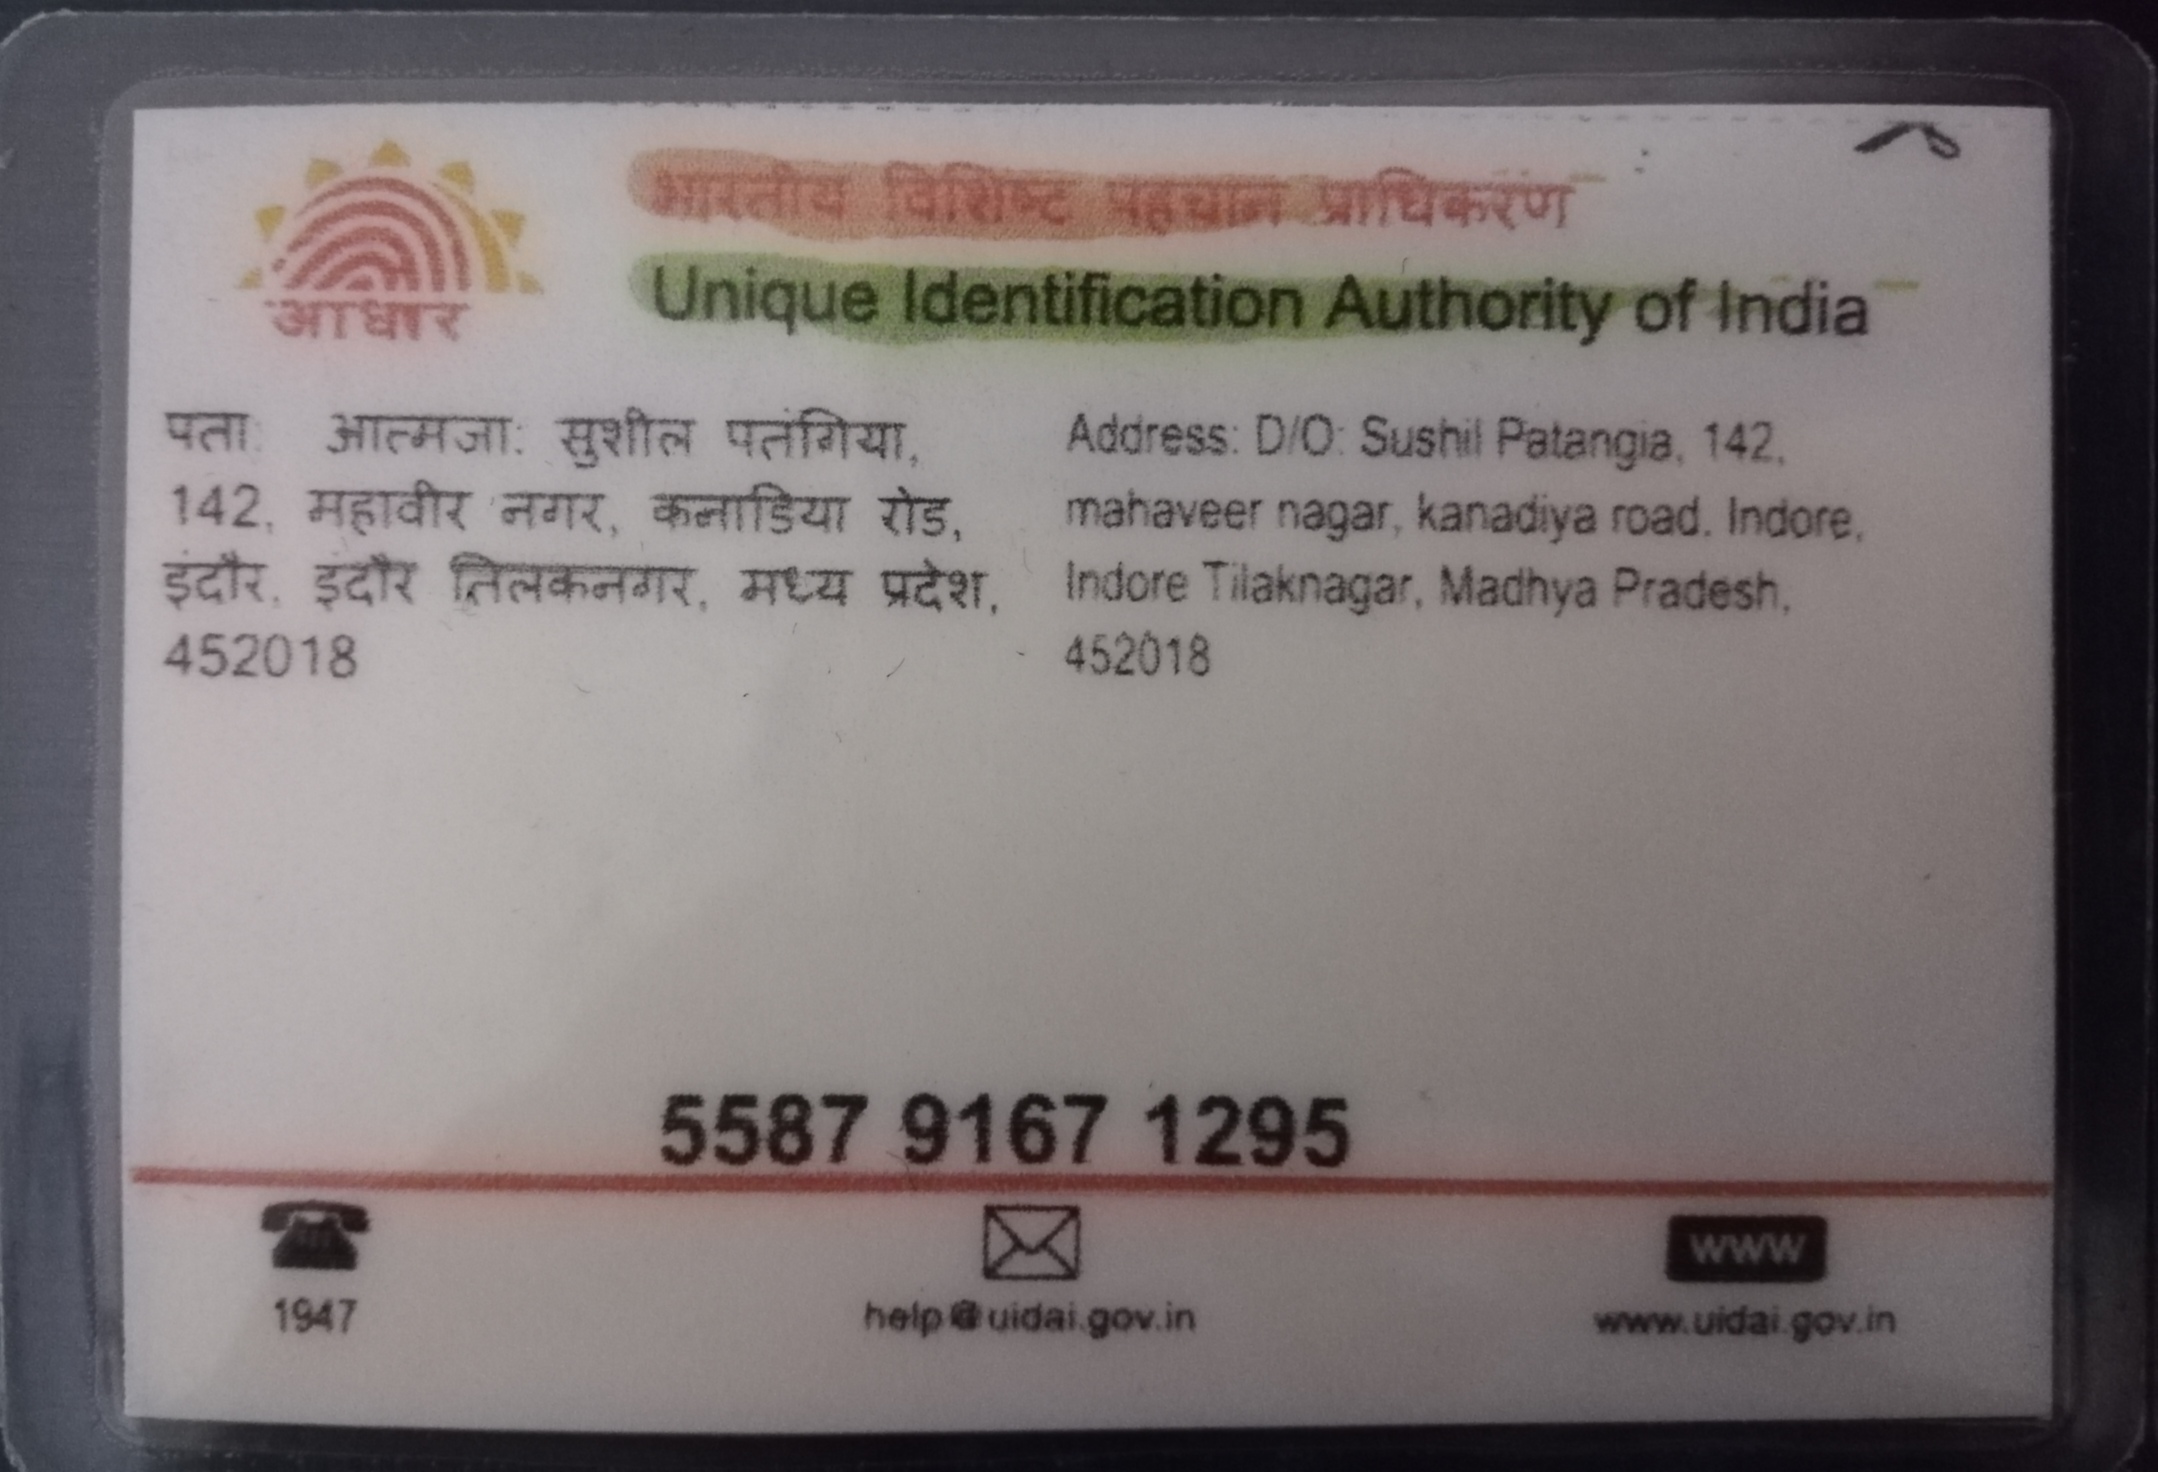 आधार
भारतीय विशिष्ट पहचान प्राधिकरण
Unique Identification Authority of India
पता: आत्मजा: सुशील पतंगिया,
142, महावीर नगर, कनाडिया रोड,
इंदौर, इंदौर तिलकनगर, मध्य प्रदेश,
452018
Address: D/O: Sushil Patangia, 142,
mahaveer nagar, kanadiya road, Indore,
Indore Tilaknagar, Madhya Pradesh,
452018
5587 9167 1295
1947
help@uidai.gov.in
WWW
www.uidai.gov.in